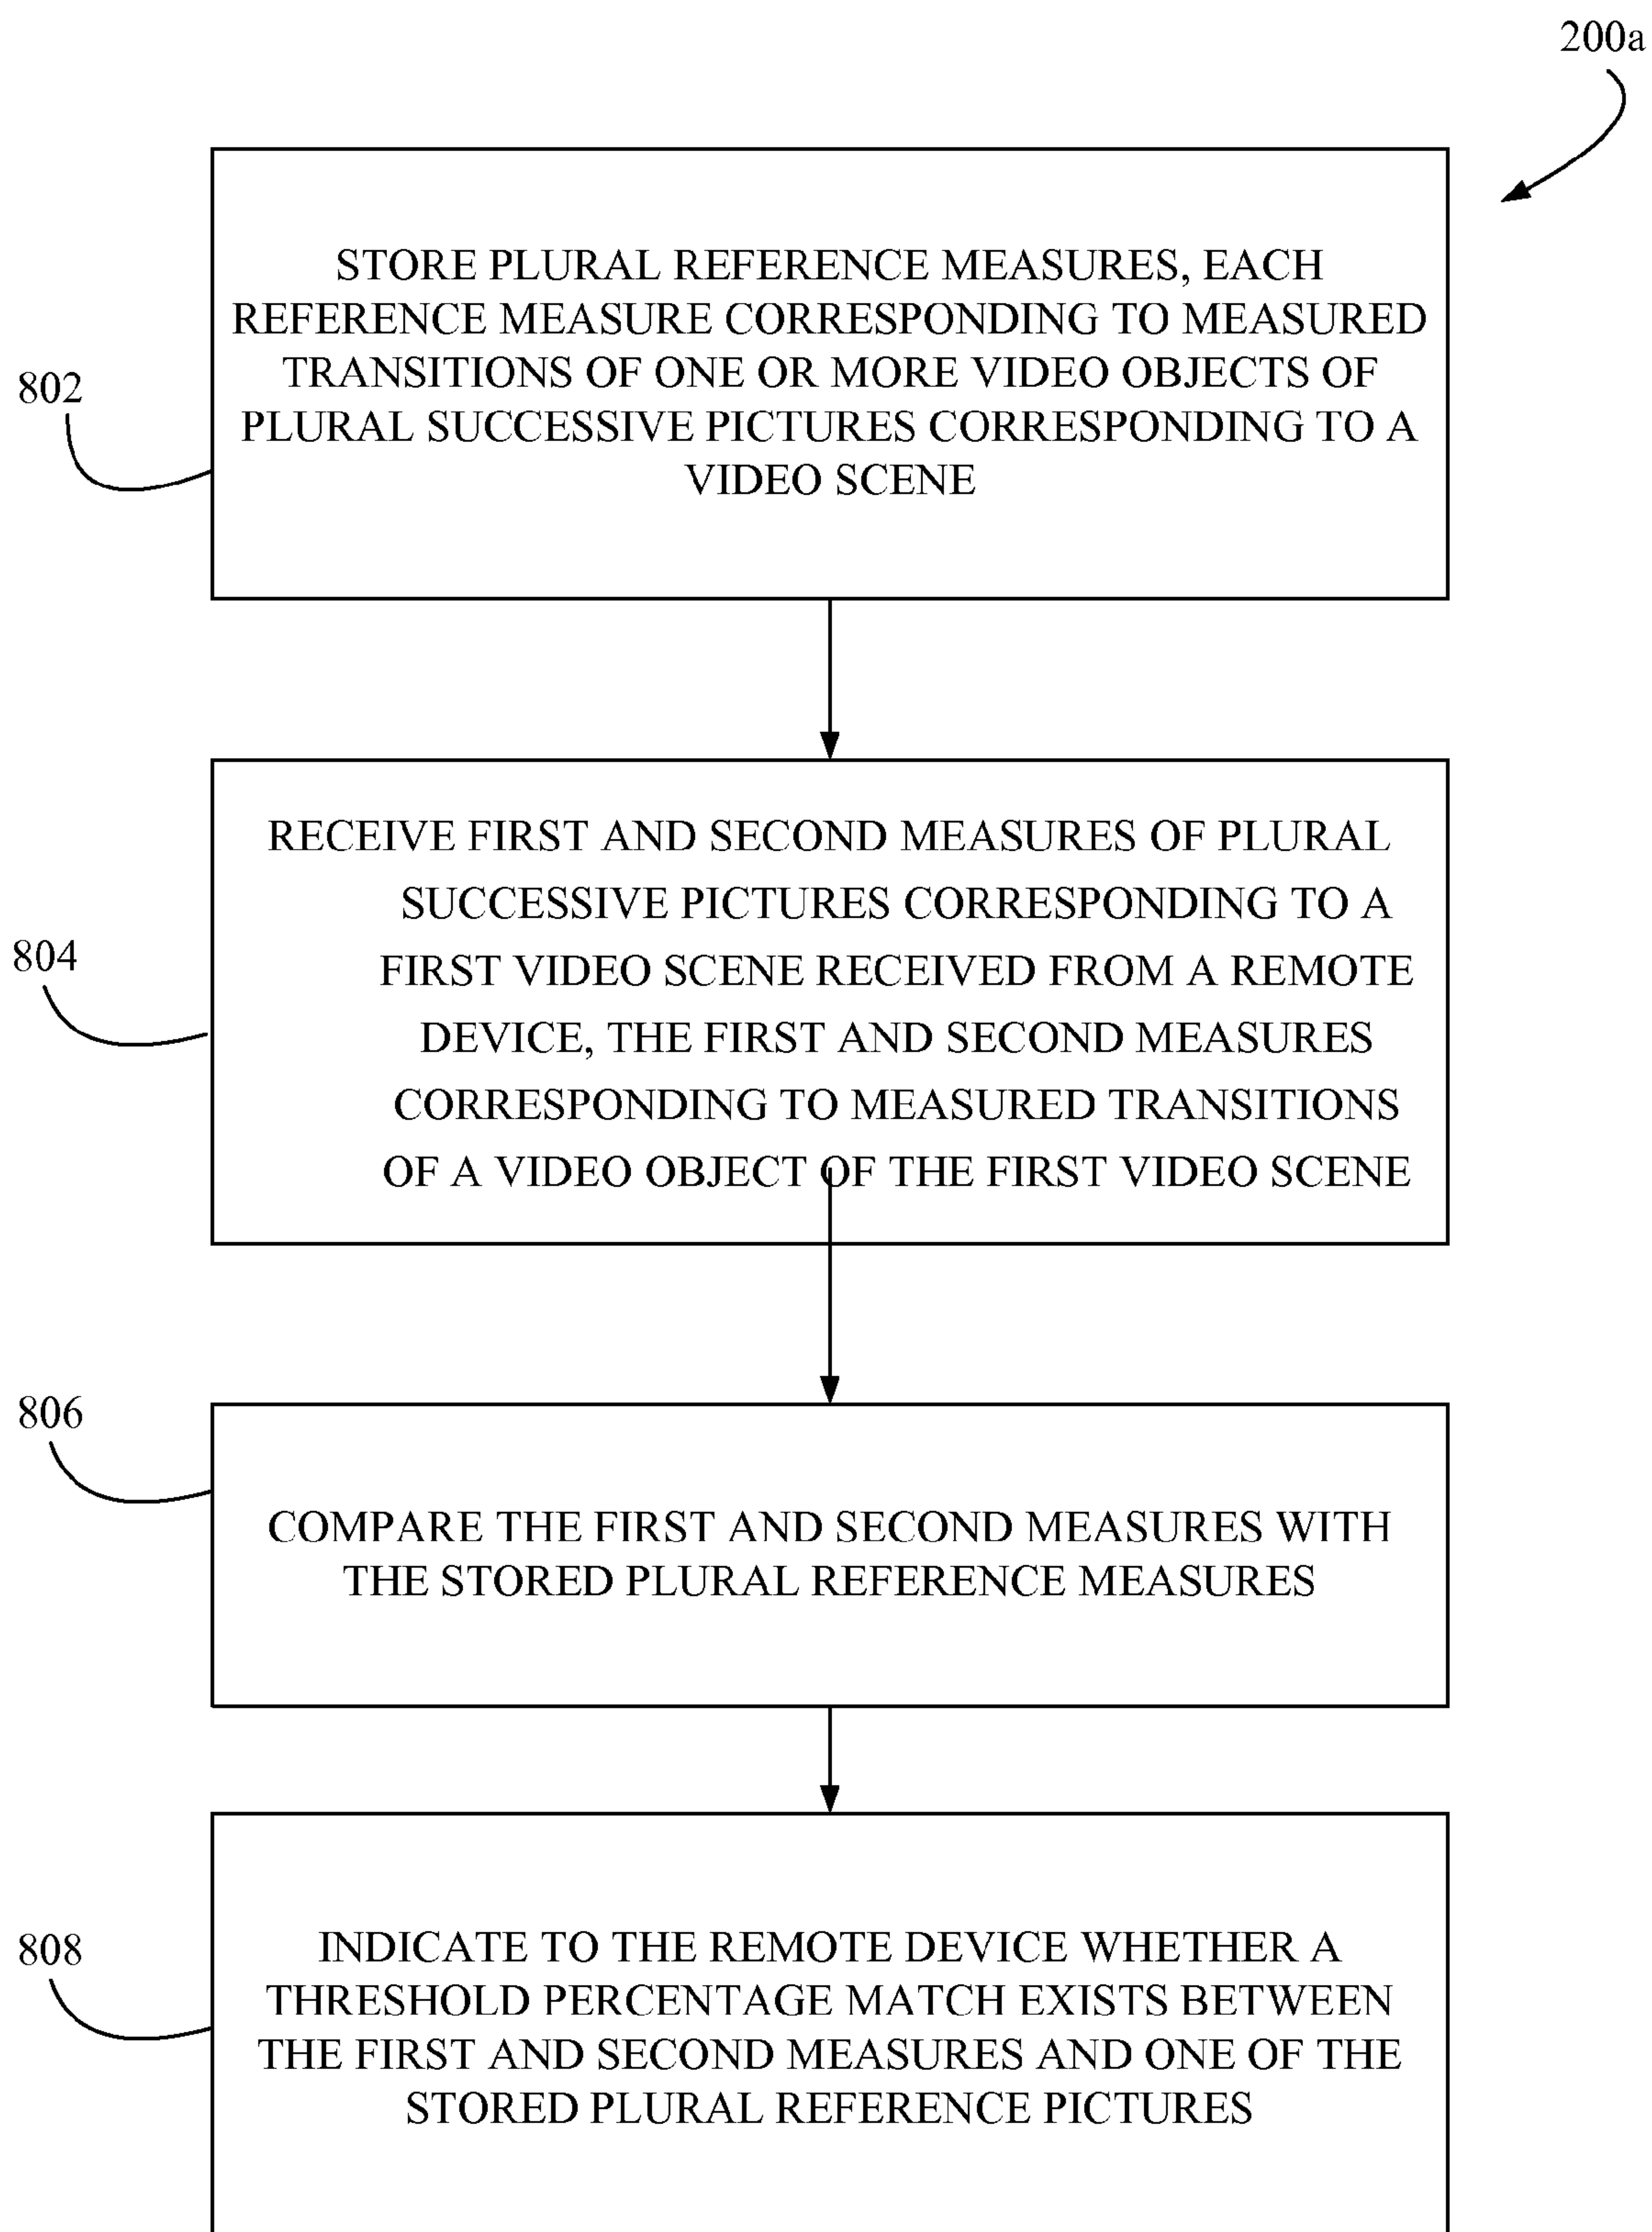 200a
STORE PLURAL REFERENCE MEASURES, EACH
REFERENCE MEASURE CORRESPONDING TO MEASURED
TRANSITIONS OF ONE OR MORE VIDEO OBJECTS OF
PLURAL SUCCESSIVE PICTURES CORRESPONDING TO A
VIDEO SCENE
802
RECEIVE FIRST AND SECOND MEASURES OF PLURAL
SUCCESSIVE PICTURES CORRESPONDING TO A
FIRST VIDEO SCENE RECEIVED FROM A REMOTE
DEVICE, THE FIRST AND SECOND MEASURES
CORRESPONDING TO MEASURED TRANSITIONS
OF A VIDEO OBJECT OF THE FIRST VIDEO SCENE
804
806
COMPARE THE FIRST AND SECOND MEASURES WITH
THE STORED PLURAL REFERENCE MEASURES
808
INDICATE TO THE REMOTE DEVICE WHETHER A
THRESHOLD PERCENTAGE MATCH EXISTS BETWEEN
THE FIRST AND SECOND MEASURES AND ONE OF THE
STORED PLURAL REFERENCE PICTURES